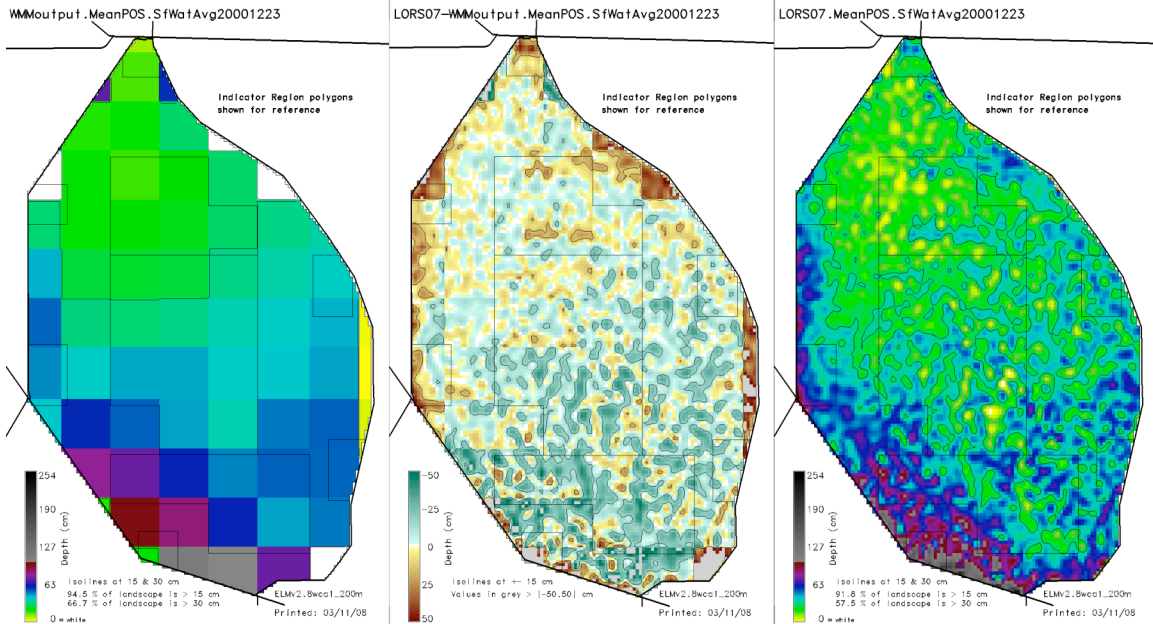 WMMoutput.MeanPOS.SfWatAvg20001223
Indicator Region polygons
shown for reference
254
190
127
63
0 = white
Depth (cm)
Isolines at 15 & 30 cm
94.5 % of landscape is > 15 cm
66.7 % of landscape is > 30 cm
ELMv2.8wca1_200m
Printed: 03/11/08
LORS07-WMMoutput.MeanPOS.SfWatAvg20001223
Indicator Region polygons
shown for reference
-50
-25
0
25
50
Depth (cm)
Isolines at +- 15 cm
Values in grey > |-50,50| cm
ELMv2.8wca1_200m
Printed: 03/11/08
LORS07.MeanPOS.SfWatAvg20001223
Indicator Region polygons
shown for reference
254
190
127
63
0 = white
Depth (cm)
Isolines at 15 & 30 cm
91.8 % of landscape is > 15 cm
57.5 % of landscape is > 30 cm
ELMv2.8wca1_200m
Printed: 03/11/08